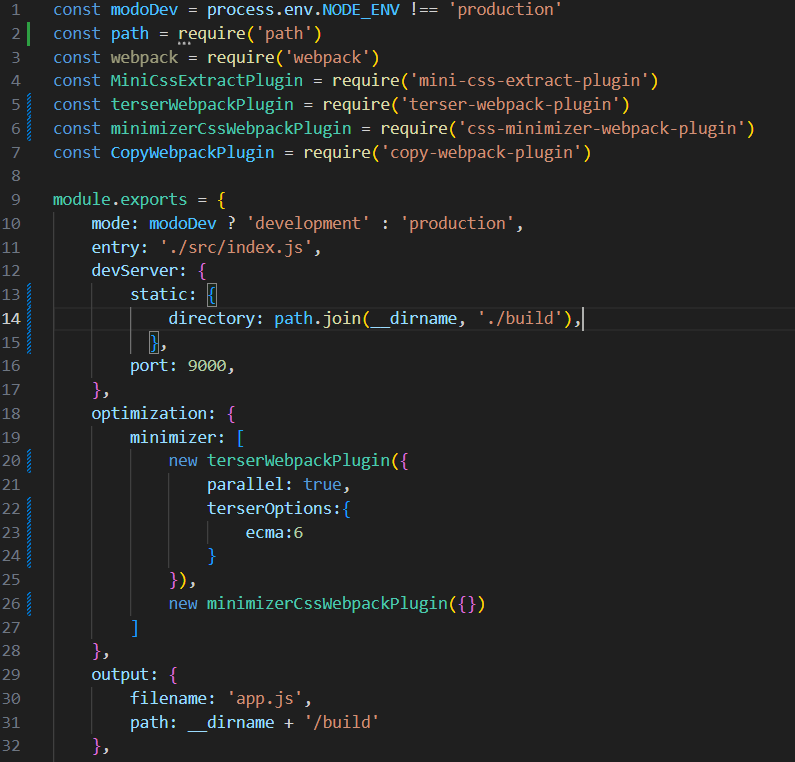 1 const modoDev = process.env.NODE_ENV !== 'production'
2 const path = require('path')
3 const webpack = require('webpack')
4 const MiniCssExtractPlugin = require('mini-css-extract-plugin')
5 const terserWebpackPlugin = require('terser-webpack-plugin')
6 const minimizerCssWebpackPlugin = require('css-minimizer-webpack-plugin')
7 const CopyWebpackPlugin = require('copy-webpack-plugin')
8
9 module.exports = {
10     mode: modoDev ? 'development' : 'production',
11     entry: './src/index.js',
12     devServer: {
13         static: {
14             directory: path.join(__dirname, './build'),
15           },
16         port: 9000,
17     },
18     optimization: {
19         minimizer: [
20             new terserWebpackPlugin({
21                 parallel: true,
22                 terserOptions:{
23                     ecma:6
24                 }
25             }),
26             new minimizerCssWebpackPlugin({})
27         ]
28     },
29     output: {
30         filename: 'app.js',
31         path: __dirname + '/build'
32     },